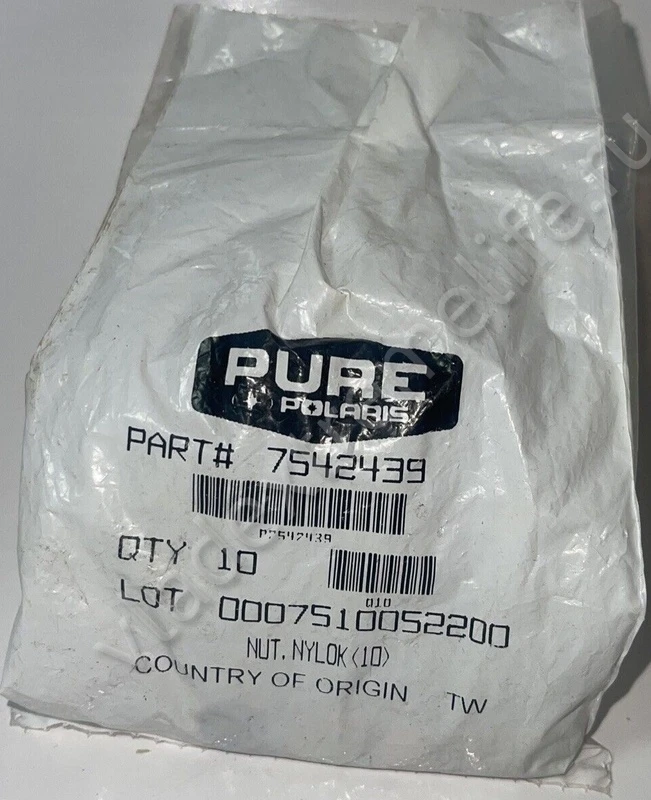 PURE
POLARIS
PART# 7542439
P7542439
QTY 10
010
LOT 0007510052200
NUT, NYLOK(10)
COUNTRY OF ORIGIN TW